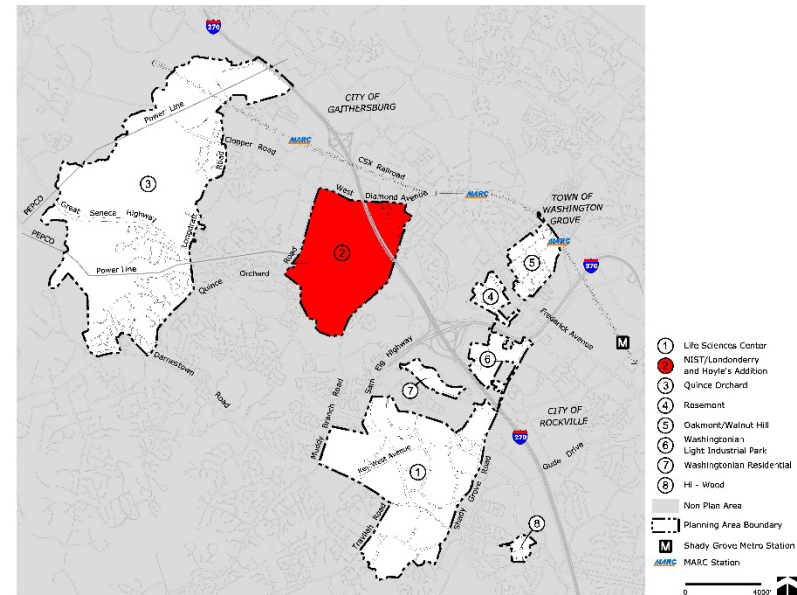 270
CITY OF
GAITHERSBURG
Power Line
Clopper Road
MARC
CSX Railroad
West Diamond Avenue
MARC
TOWN OF
WASHINGTON
GROVE
MARC
3
Road
Longdraft
Great Seneca Highway
PEPCO
PEPCO
Power Line
Quince Orchard Road
2
5
4
370
Frederick Avenue
M
Sam Eig Highway
6
7
Darnestown Road
Muddy Branch Road
CITY OF
ROCKVILLE
270
Gude Drive
Key West Avenue
1
Shady Grove Road
Travilah Road
8
1 Life Sciences Center
2 NIST/Londonderry
and Hoyle's Addition
3 Quince Orchard
4 Rosemont
5 Oakmont/Walnut Hill
6 Washingtonian
Light Industrial Park
7 Washingtonian Residential
8 Hi - Wood
Non Plan Area
Planning Area Boundary
M Shady Grove Metro Station
MARC MARC Station
0 4000'